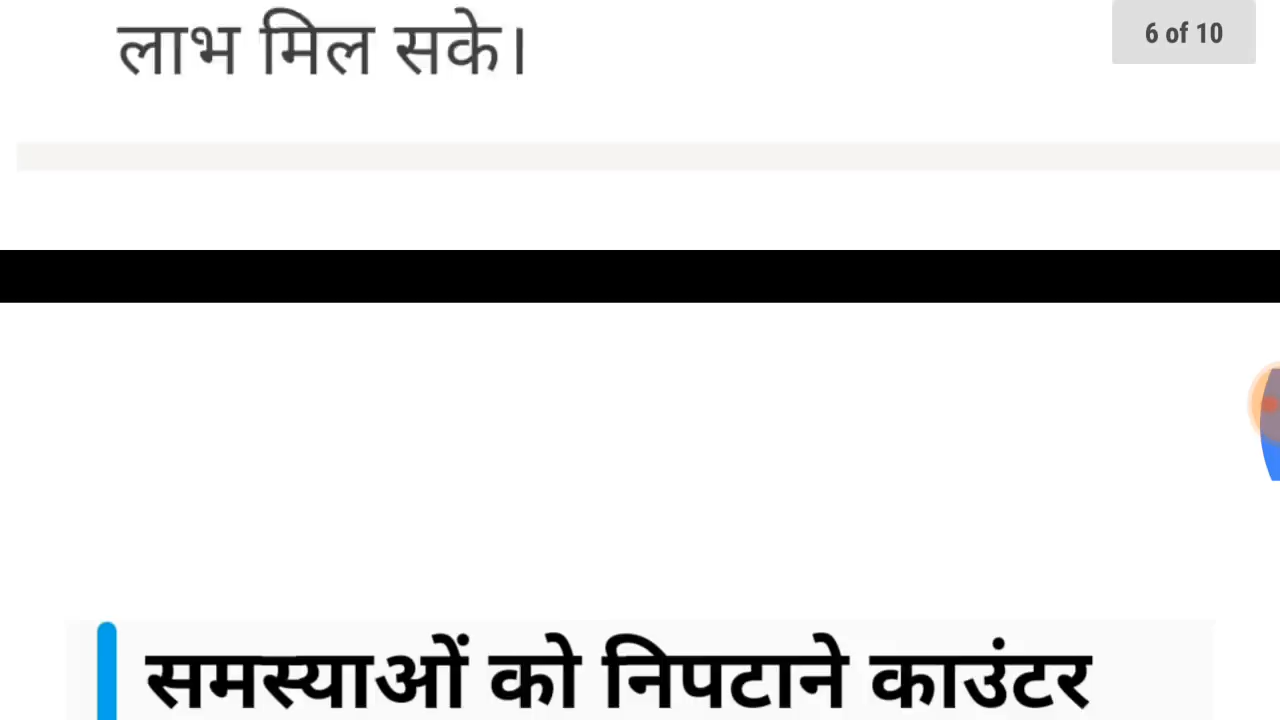 लाभ मिल सके।
6 of 10
समस्याओं को निपटाने काउंटर